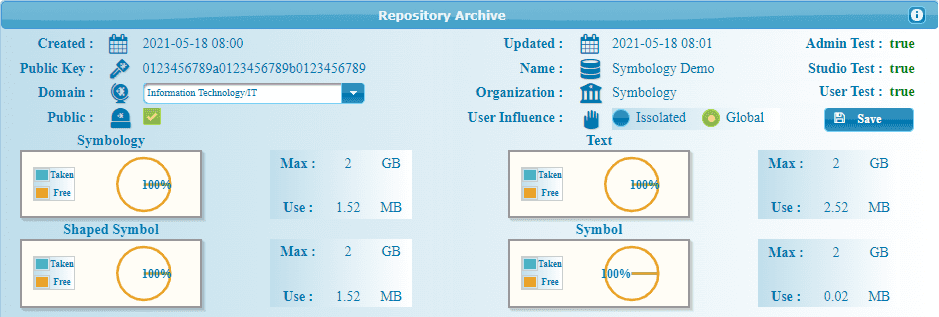 Repository Archive
Created : 2021-05-18 08:00 Updated : 2021-05-18 08:01 Admin Test : true
Public Key : 0123456789a0123456789b0123456789 Name : Symbology Demo Studio Test : true
Domain : Information Technology/IT Organization : Symbology User Test : true
Public : User Influence : Issolated Global Save
Symbology Text
Taken Free 100% Max : 2 GB Taken Free 100% Max : 2 GB
Use : 1.52 MB Use : 2.52 MB
Shaped Symbol Symbol
Taken Free 100% Max : 2 GB Taken Free 100% Max : 2 GB
Use : 1.52 MB Use : 0.02 MB